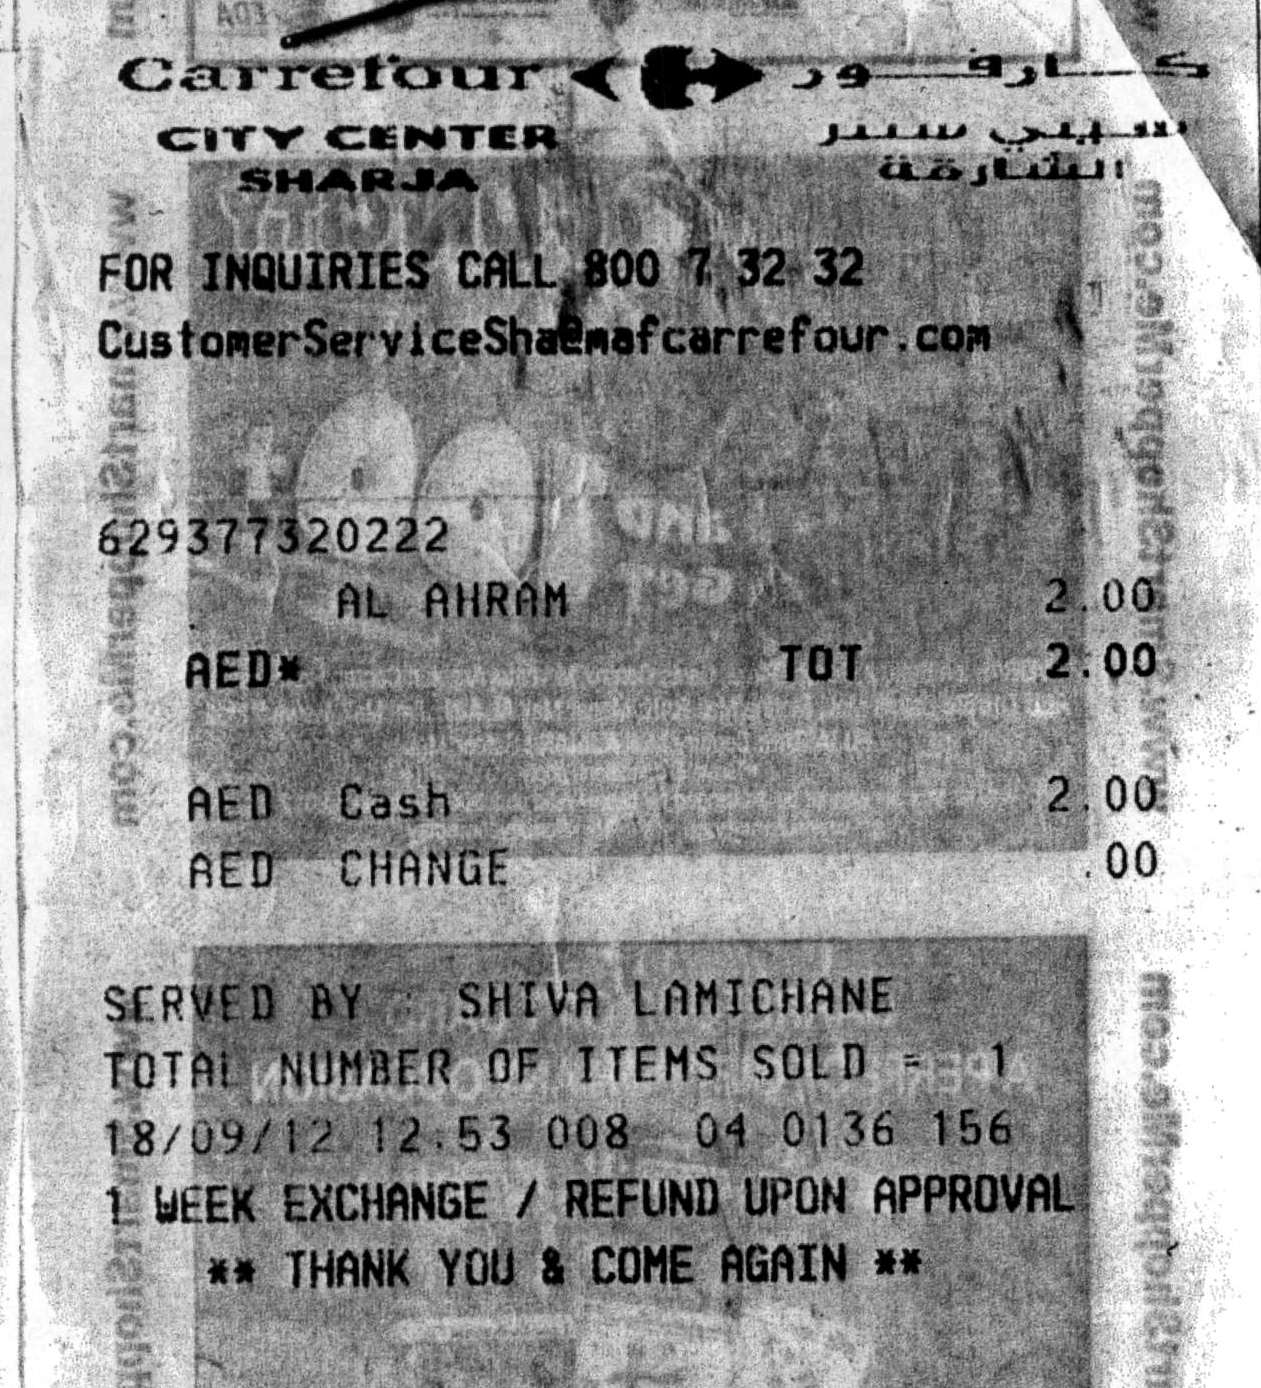 Carrefour كارفور
CITY CENTER سيتي سنتر
SHARJA الشارقة
FOR INQUIRIES CALL 800 7 32 32
CustomerServiceSha@mafcarrefour.com
629377320222
AL AHRAM 2.00
AED* TOT 2.00
AED Cash 2.00
AED CHANGE .00
SERVED BY : SHIVA LAMICHANE
TOTAL NUMBER OF ITEMS SOLD = 1
18/09/12 12:53 008 04 0136 156
1 WEEK EXCHANGE / REFUND UPON APPROVAL
** THANK YOU & COME AGAIN **